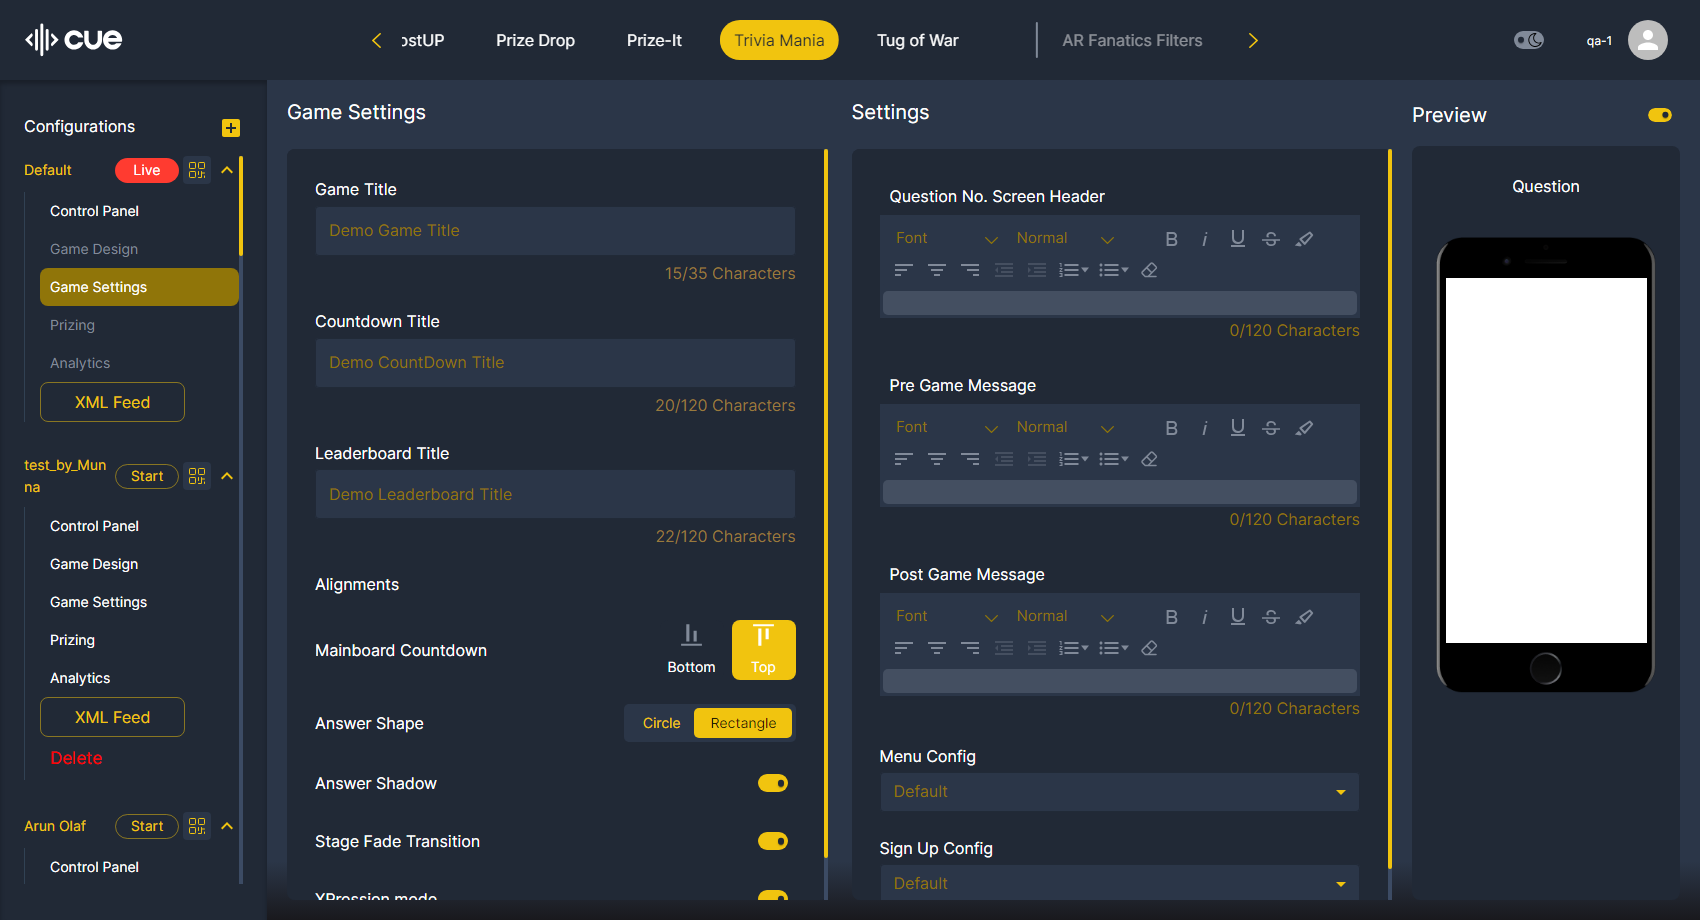 cue
ostUP
Prize Drop
Prize-It
Trivia Mania
Tug of War
AR Fanatics Filters
qa-1
Configurations
Default
Live
Control Panel
Game Design
Game Settings
Prizing
Analytics
XML Feed
test_by_Mun
na
Start
Control Panel
Game Design
Game Settings
Prizing
Analytics
XML Feed
Delete
Arun Olaf
Start
Control Panel
Game Settings
Game Title
Demo Game Title
15/35 Characters
Countdown Title
Demo CountDown Title
20/120 Characters
Leaderboard Title
Demo Leaderboard Title
22/120 Characters
Alignments
Mainboard Countdown
Bottom
Top
Answer Shape
Circle
Rectangle
Answer Shadow
Stage Fade Transition
XPression mode
Settings
Question No. Screen Header
Font
Normal
0/120 Characters
Pre Game Message
Font
Normal
0/120 Characters
Post Game Message
Font
Normal
0/120 Characters
Menu Config
Default
Sign Up Config
Default
Preview
Question